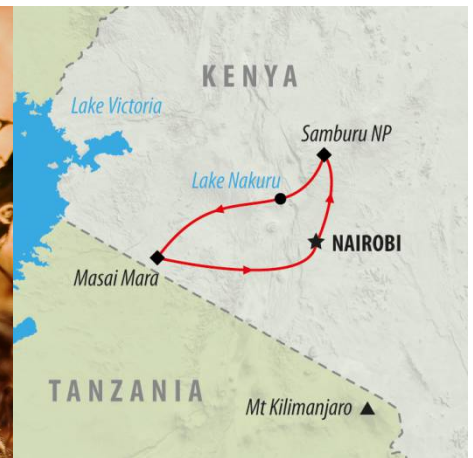 KENYA
Lake Victoria
Samburu NP
Lake Nakuru
NAIROBI
Masai Mara
TANZANIA
Mt Kilimanjaro